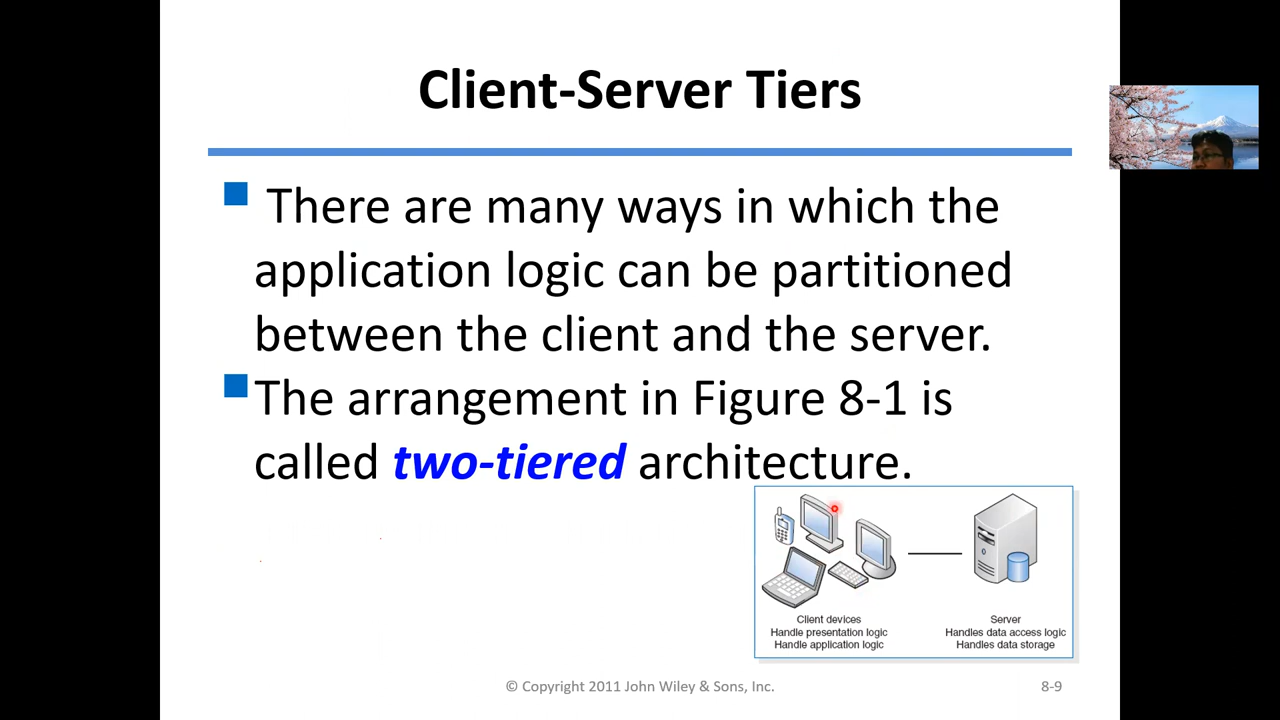 Client-Server Tiers
There are many ways in which the
application logic can be partitioned
between the client and the server.
The arrangement in Figure 8-1 is
called two-tiered architecture.
Client devices
Handle presentation logic
Handle application logic
Server
Handles data access logic
Handles data storage
© Copyright 2011 John Wiley & Sons, Inc.
8-9